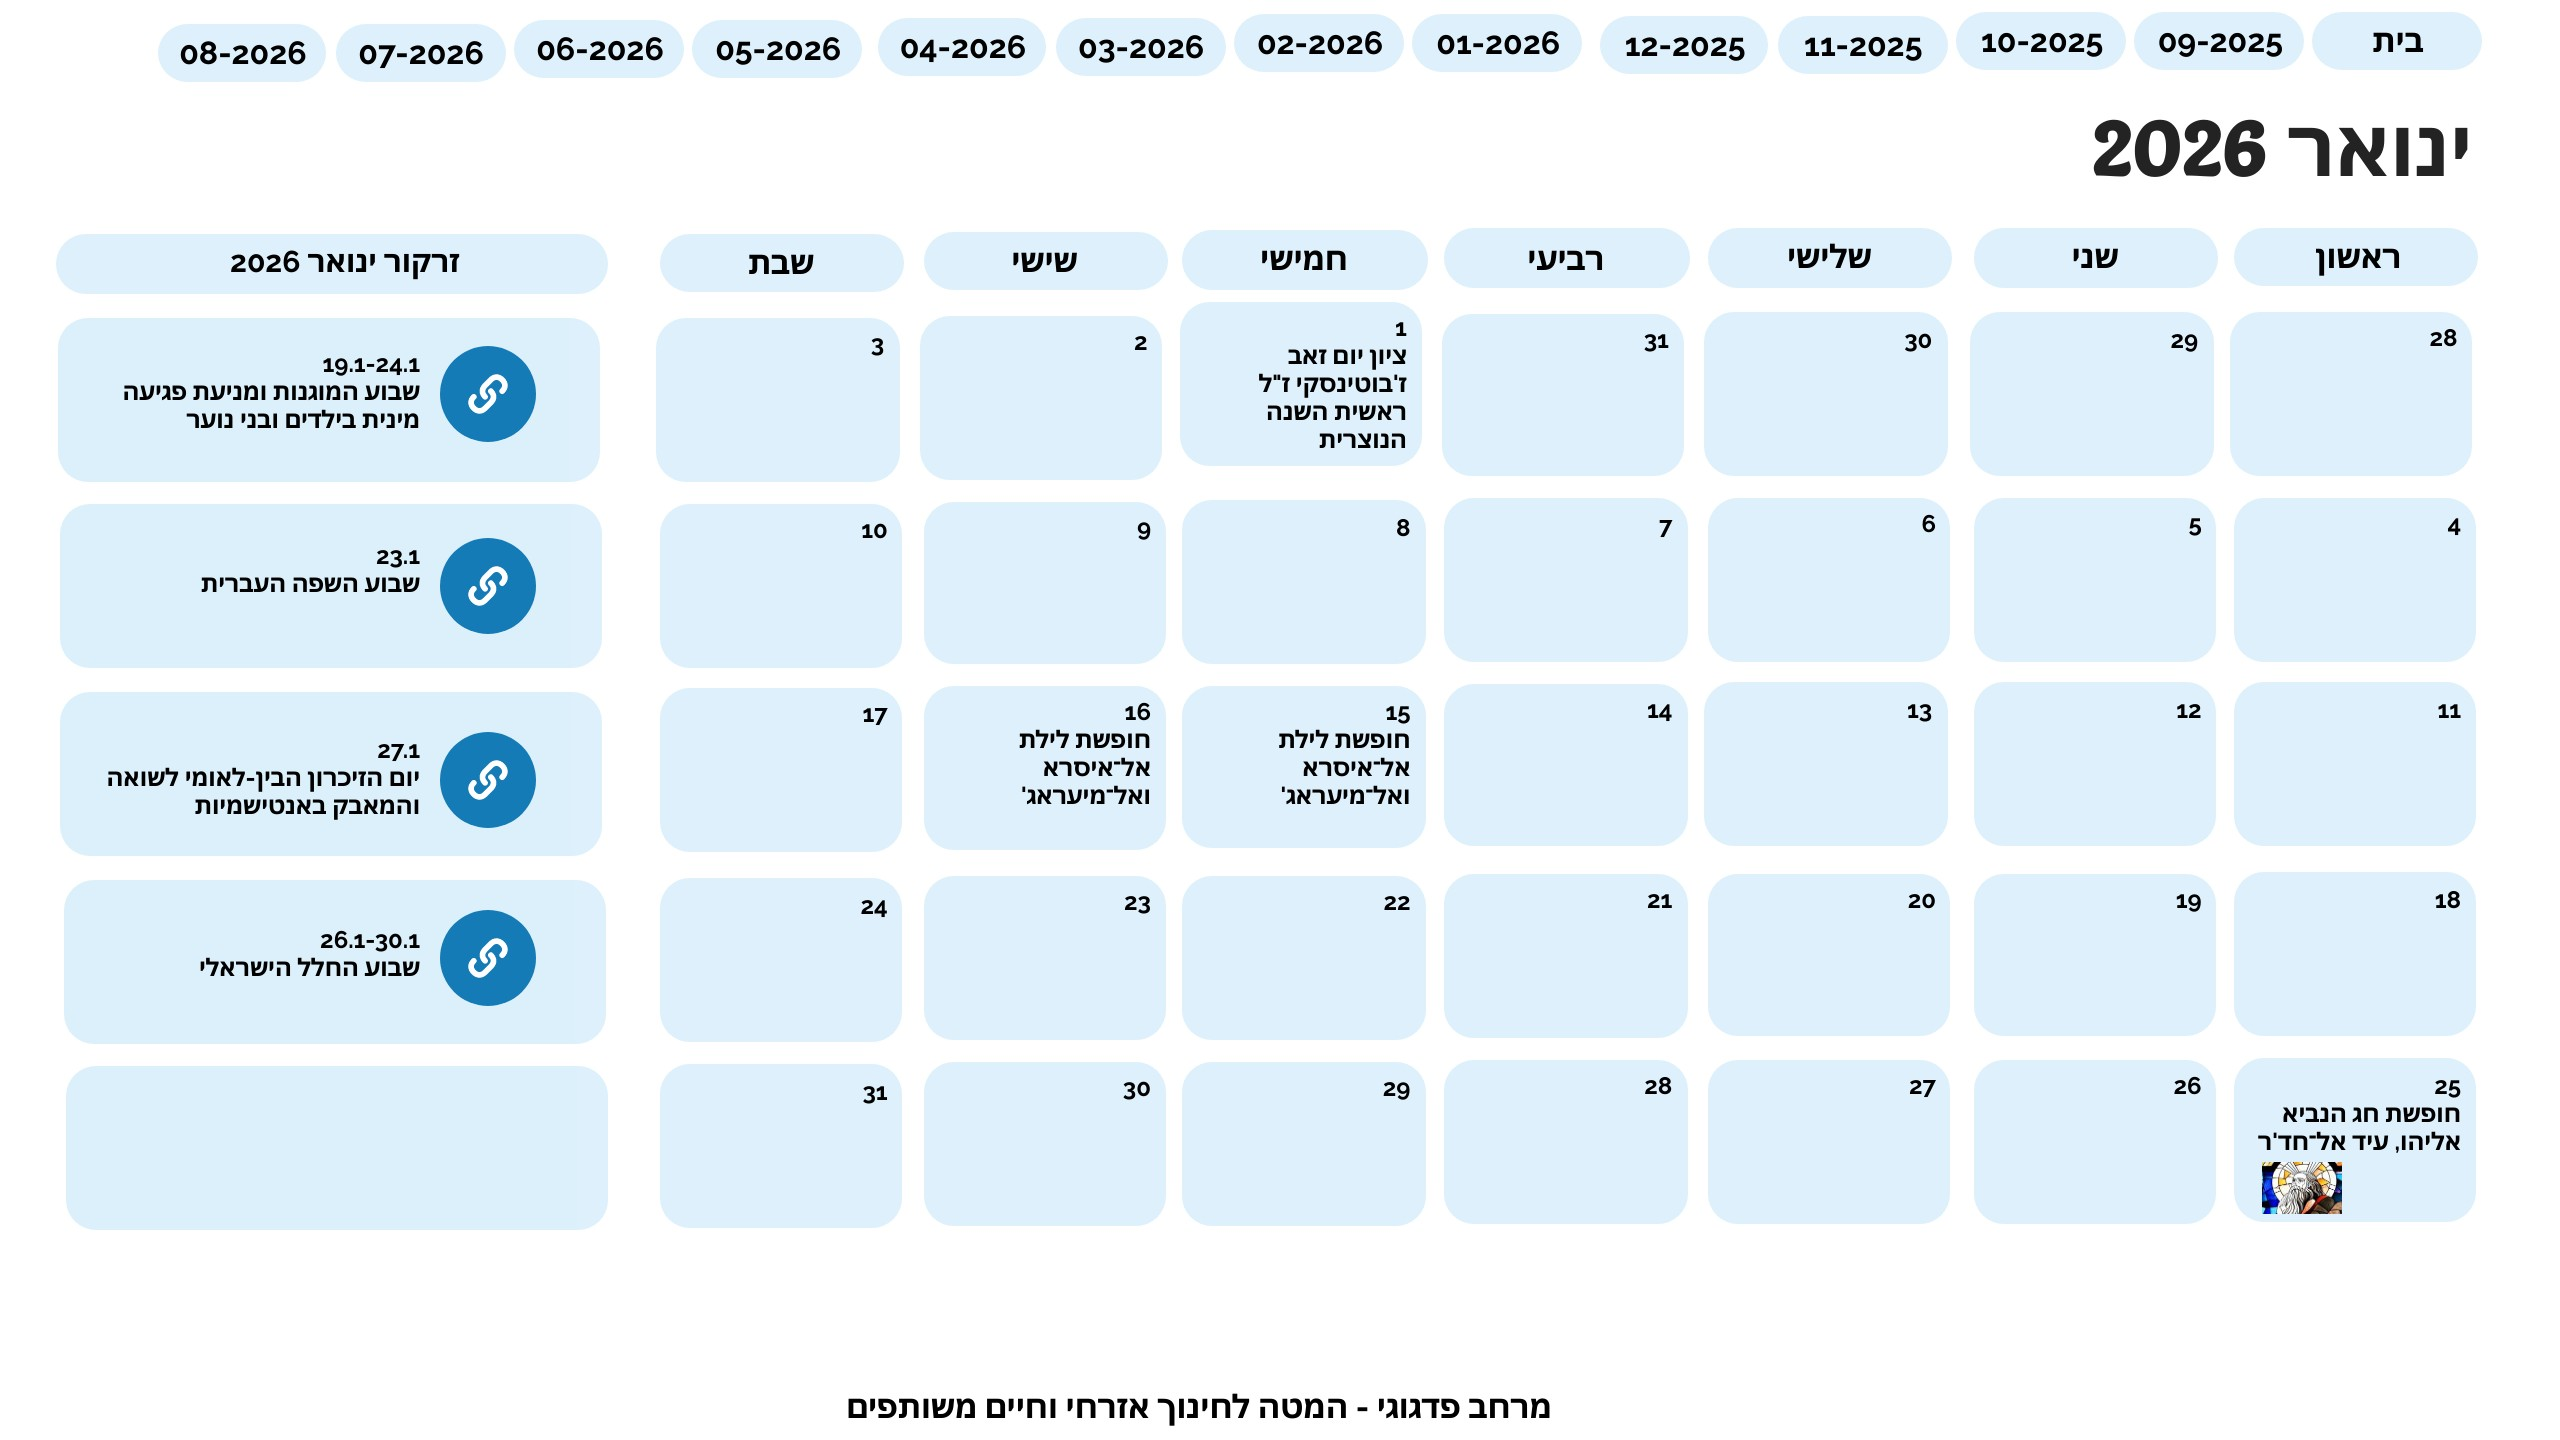 בית
09-2025
10-2025
11-2025
12-2025
01-2026
02-2026
03-2026
04-2026
05-2026
06-2026
07-2026
08-2026
ינואר 2026
ראשון
שני
שלישי
רביעי
חמישי
שישי
שבת
זרקור ינואר 2026
28
29
30
31
1
ציון יום זאב
ז'בוטינסקי ז"ל
ראשית השנה
הנוצרית
2
3
19.1-24.1
שבוע המוגנות ומניעת פגיעה
מינית בילדים ובני נוער
4
5
6
7
8
9
10
23.1
שבוע השפה העברית
11
12
13
14
15
חופשת לילת
אל־איסרא
ואל־מיעראג'
16
חופשת לילת
אל־איסרא
ואל־מיעראג'
17
27.1
יום הזיכרון הבין-לאומי לשואה
והמאבק באנטישמיות
18
19
20
21
22
23
24
26.1-30.1
שבוע החלל הישראלי
25
חופשת חג הנביא
אליהו, עיד אל־חד'ר
26
27
28
29
30
31
מרחב פדגוגי - המטה לחינוך אזרחי וחיים משותפים